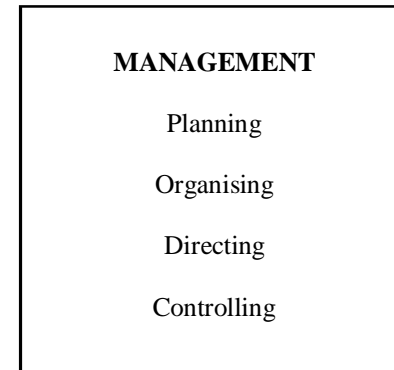 MANAGEMENT
Planning
Organising
Directing
Controlling